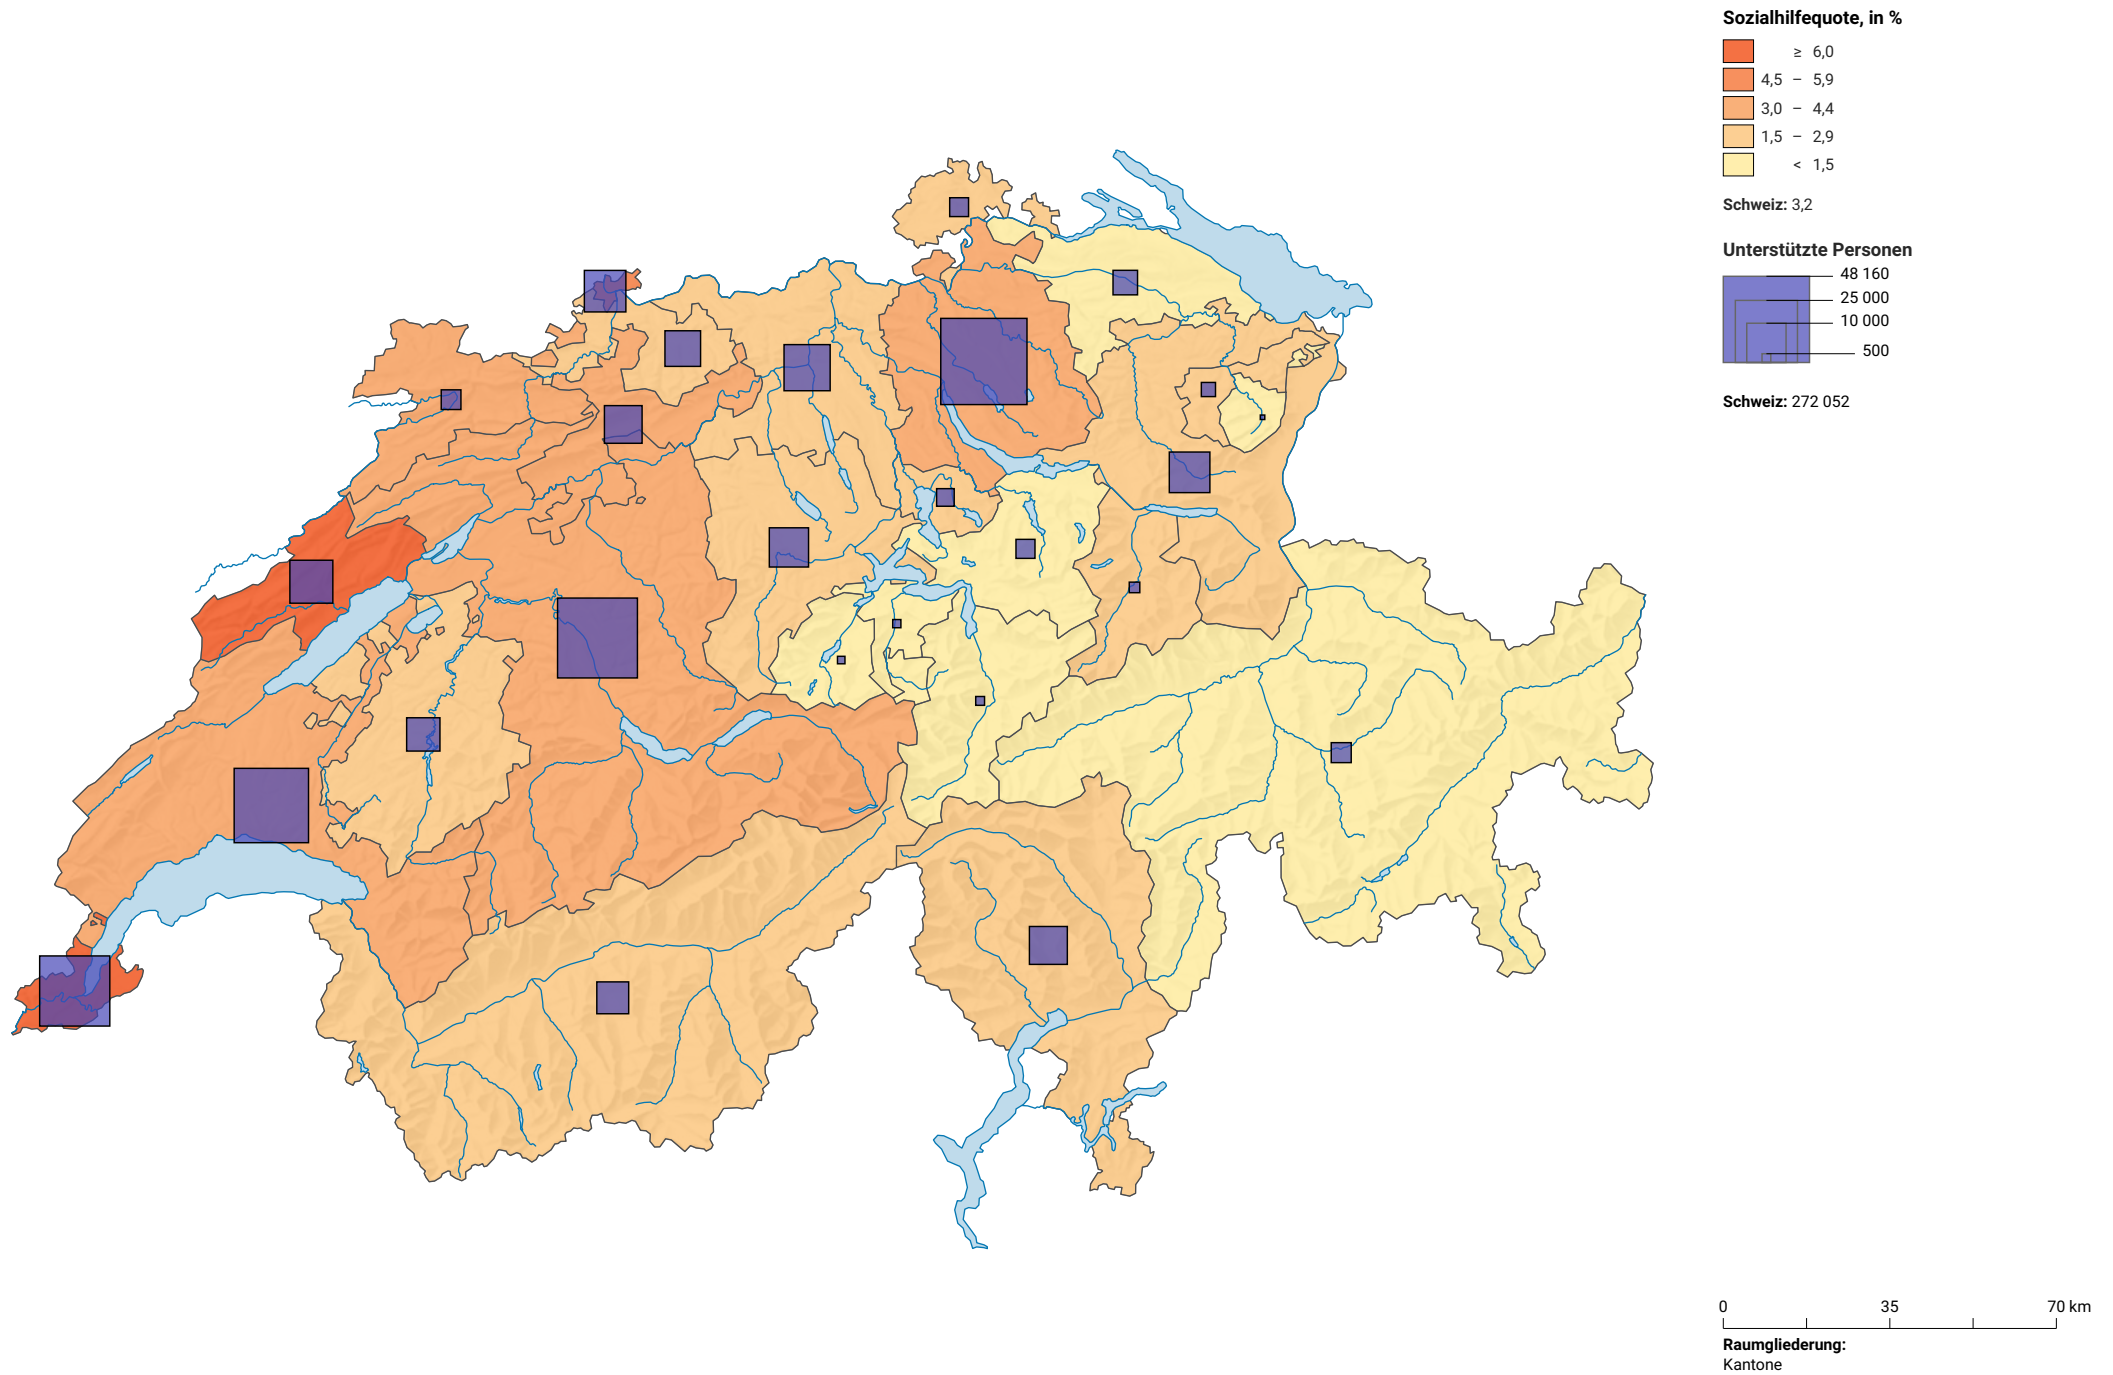 Sozialhilfequote, in %
≥ 6,0
4,5 – 5,9
3,0 – 4,4
1,5 – 2,9
< 1,5
Schweiz: 3,2
Unterstützte Personen
48 160
25 000
10 000
500
Schweiz: 272 052
0 35 70 km
Raumgliederung:
Kantone